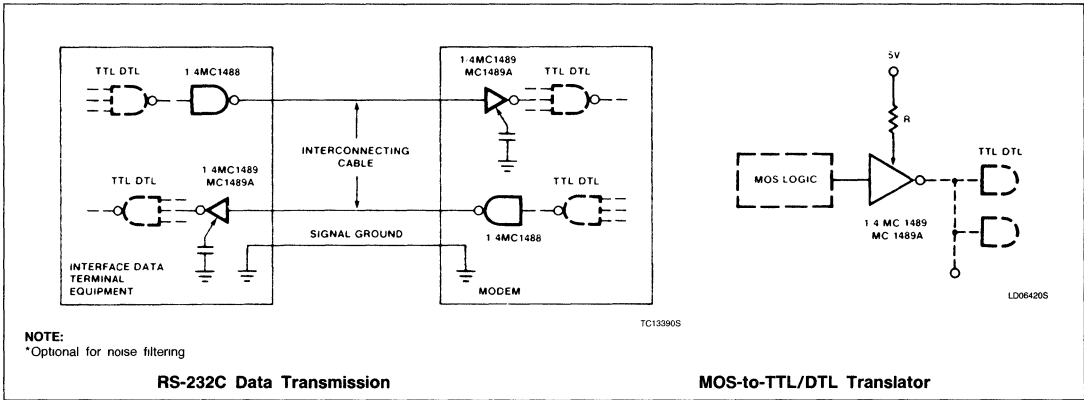 TTL DTL
1 4MC1488
1/4MC1489
MC1489A
TTL DTL
INTERCONNECTING
CABLE
TTL DTL
1 4MC1489
MC1489A
TTL DTL
1 4MC1488
SIGNAL GROUND
INTERFACE DATA
TERMINAL
EQUIPMENT
MODEM
TC13390S
5V
R
MOS LOGIC
TTL DTL
1 4 MC 1489
MC 1489A
LD06420S
NOTE:
*Optional for noise filtering
RS-232C Data Transmission
MOS-to-TTL/DTL Translator